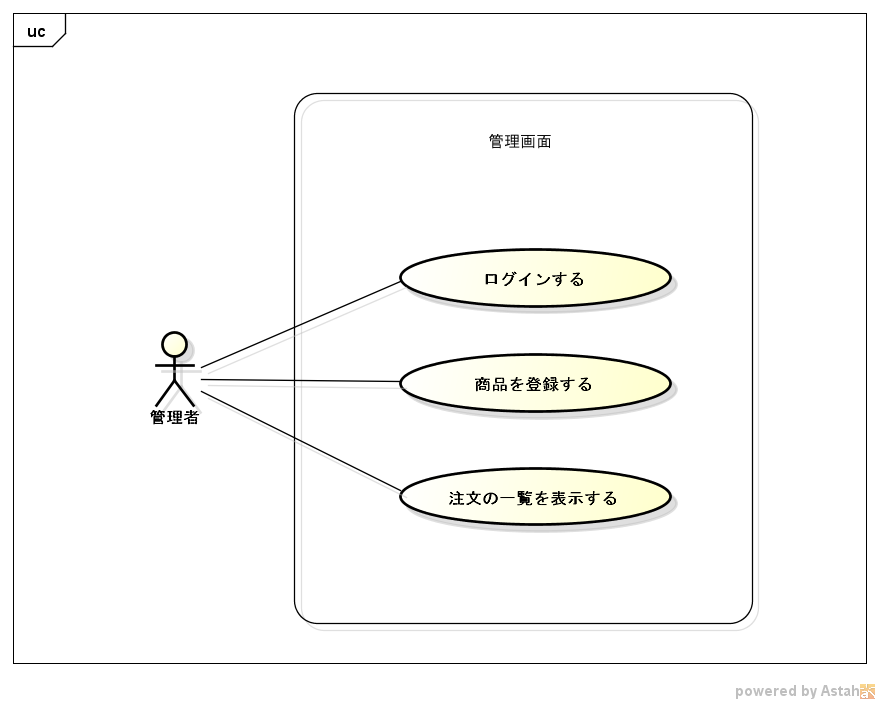 uc
管理画面
ログインする
商品を登録する
管理者
注文の一覧を表示する
powered by Astah